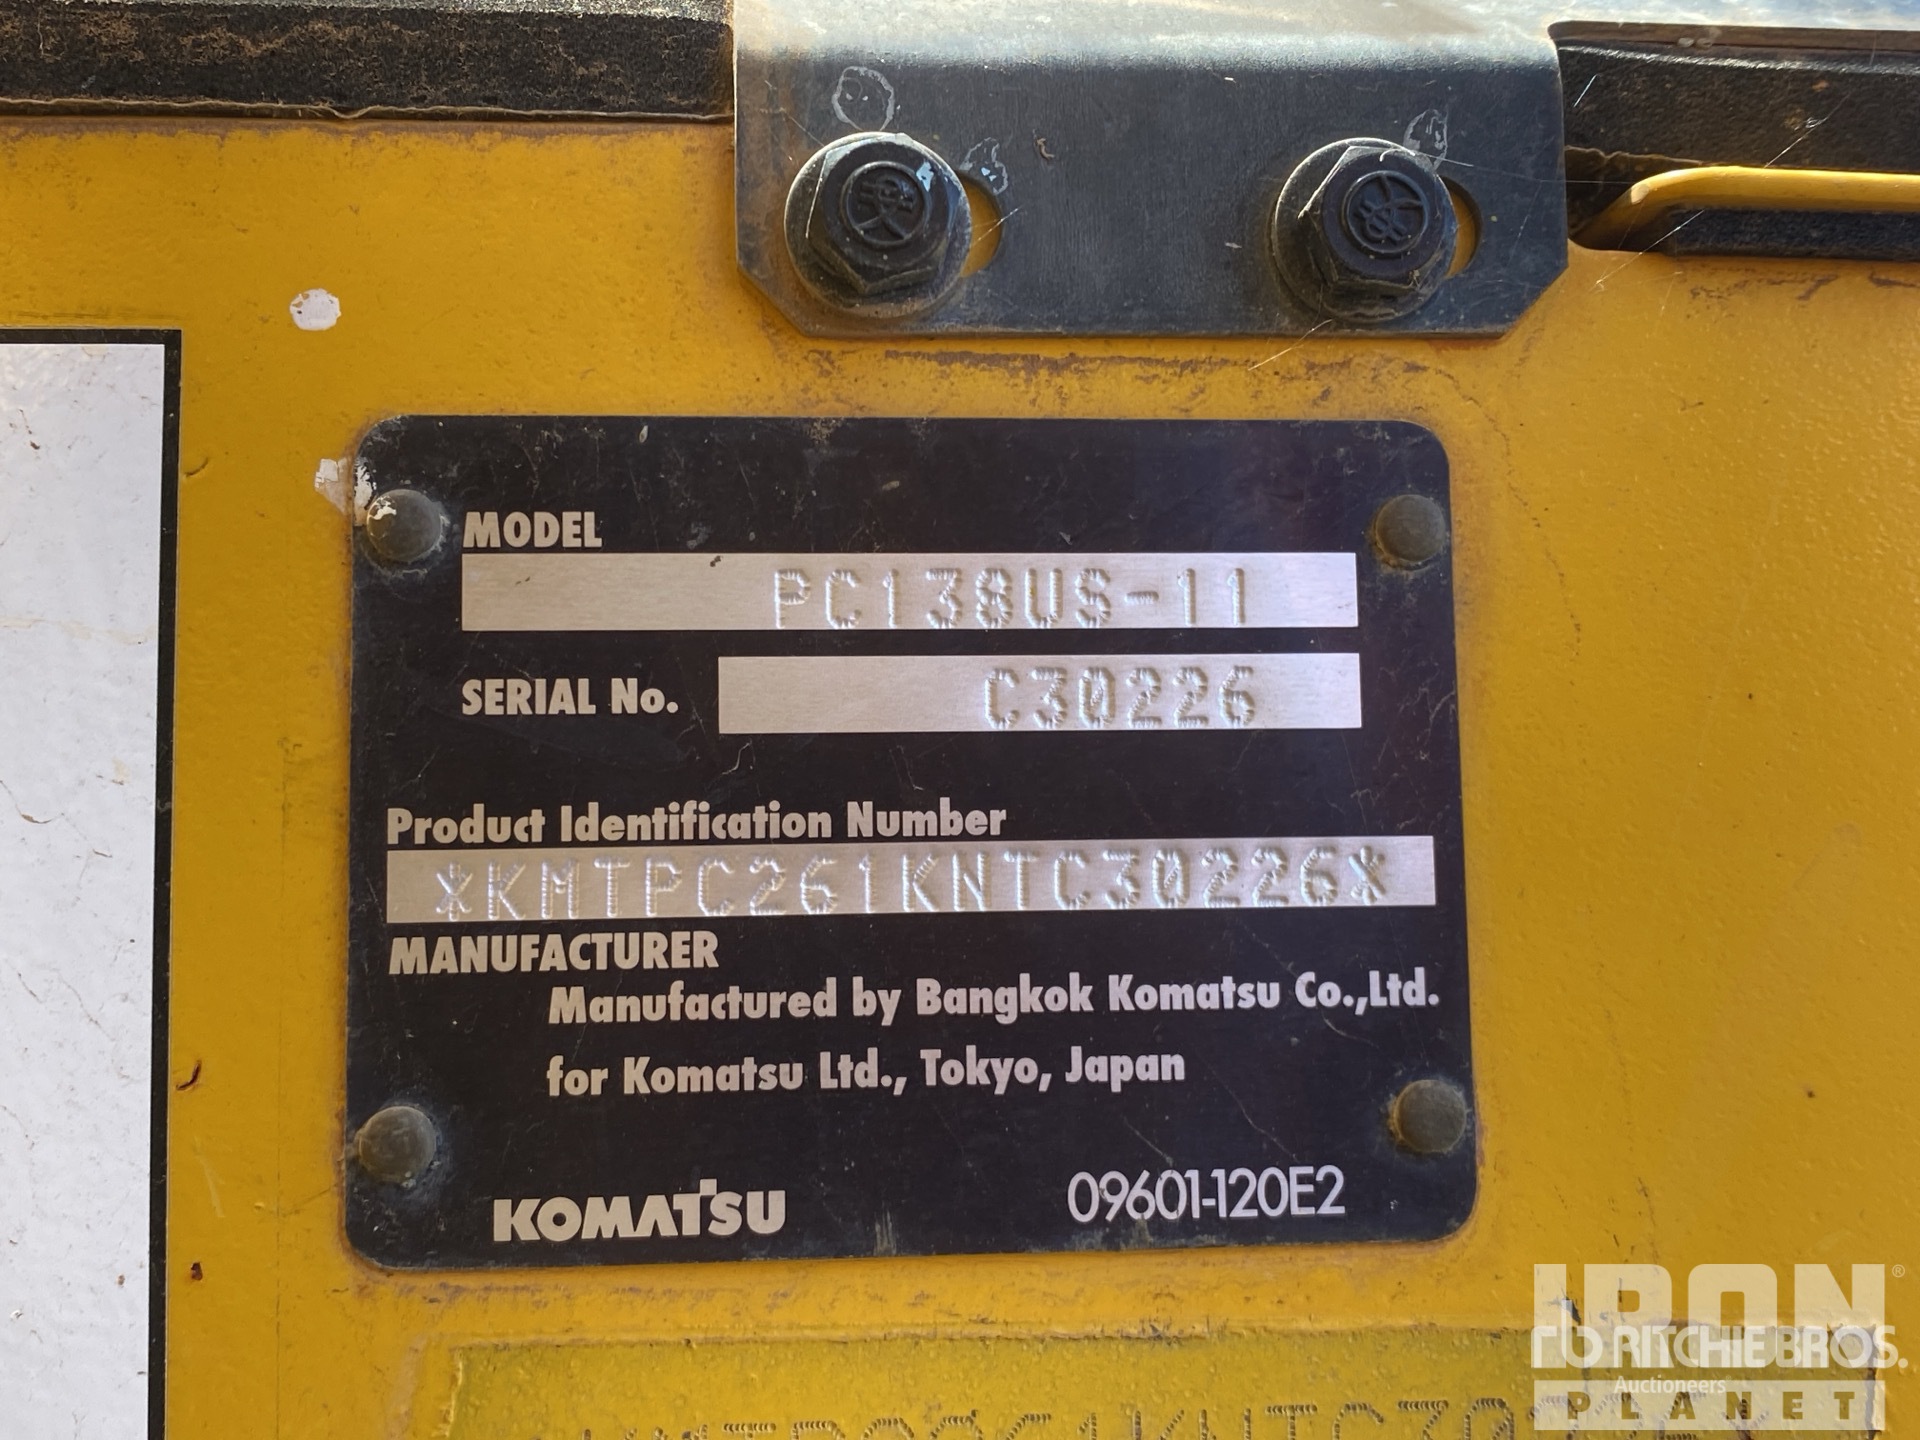 MODEL
PC138US-11
SERIAL No. C30226
Product Identification Number
*KMTPC261KNTC30226*
MANUFACTURER
Manufactured by Bangkok Komatsu Co.,Ltd.
for Komatsu Ltd., Tokyo, Japan
KOMATSU 09601-120E2
IRON®
rb RITCHIE BROS.
Auctioneers
PLANET